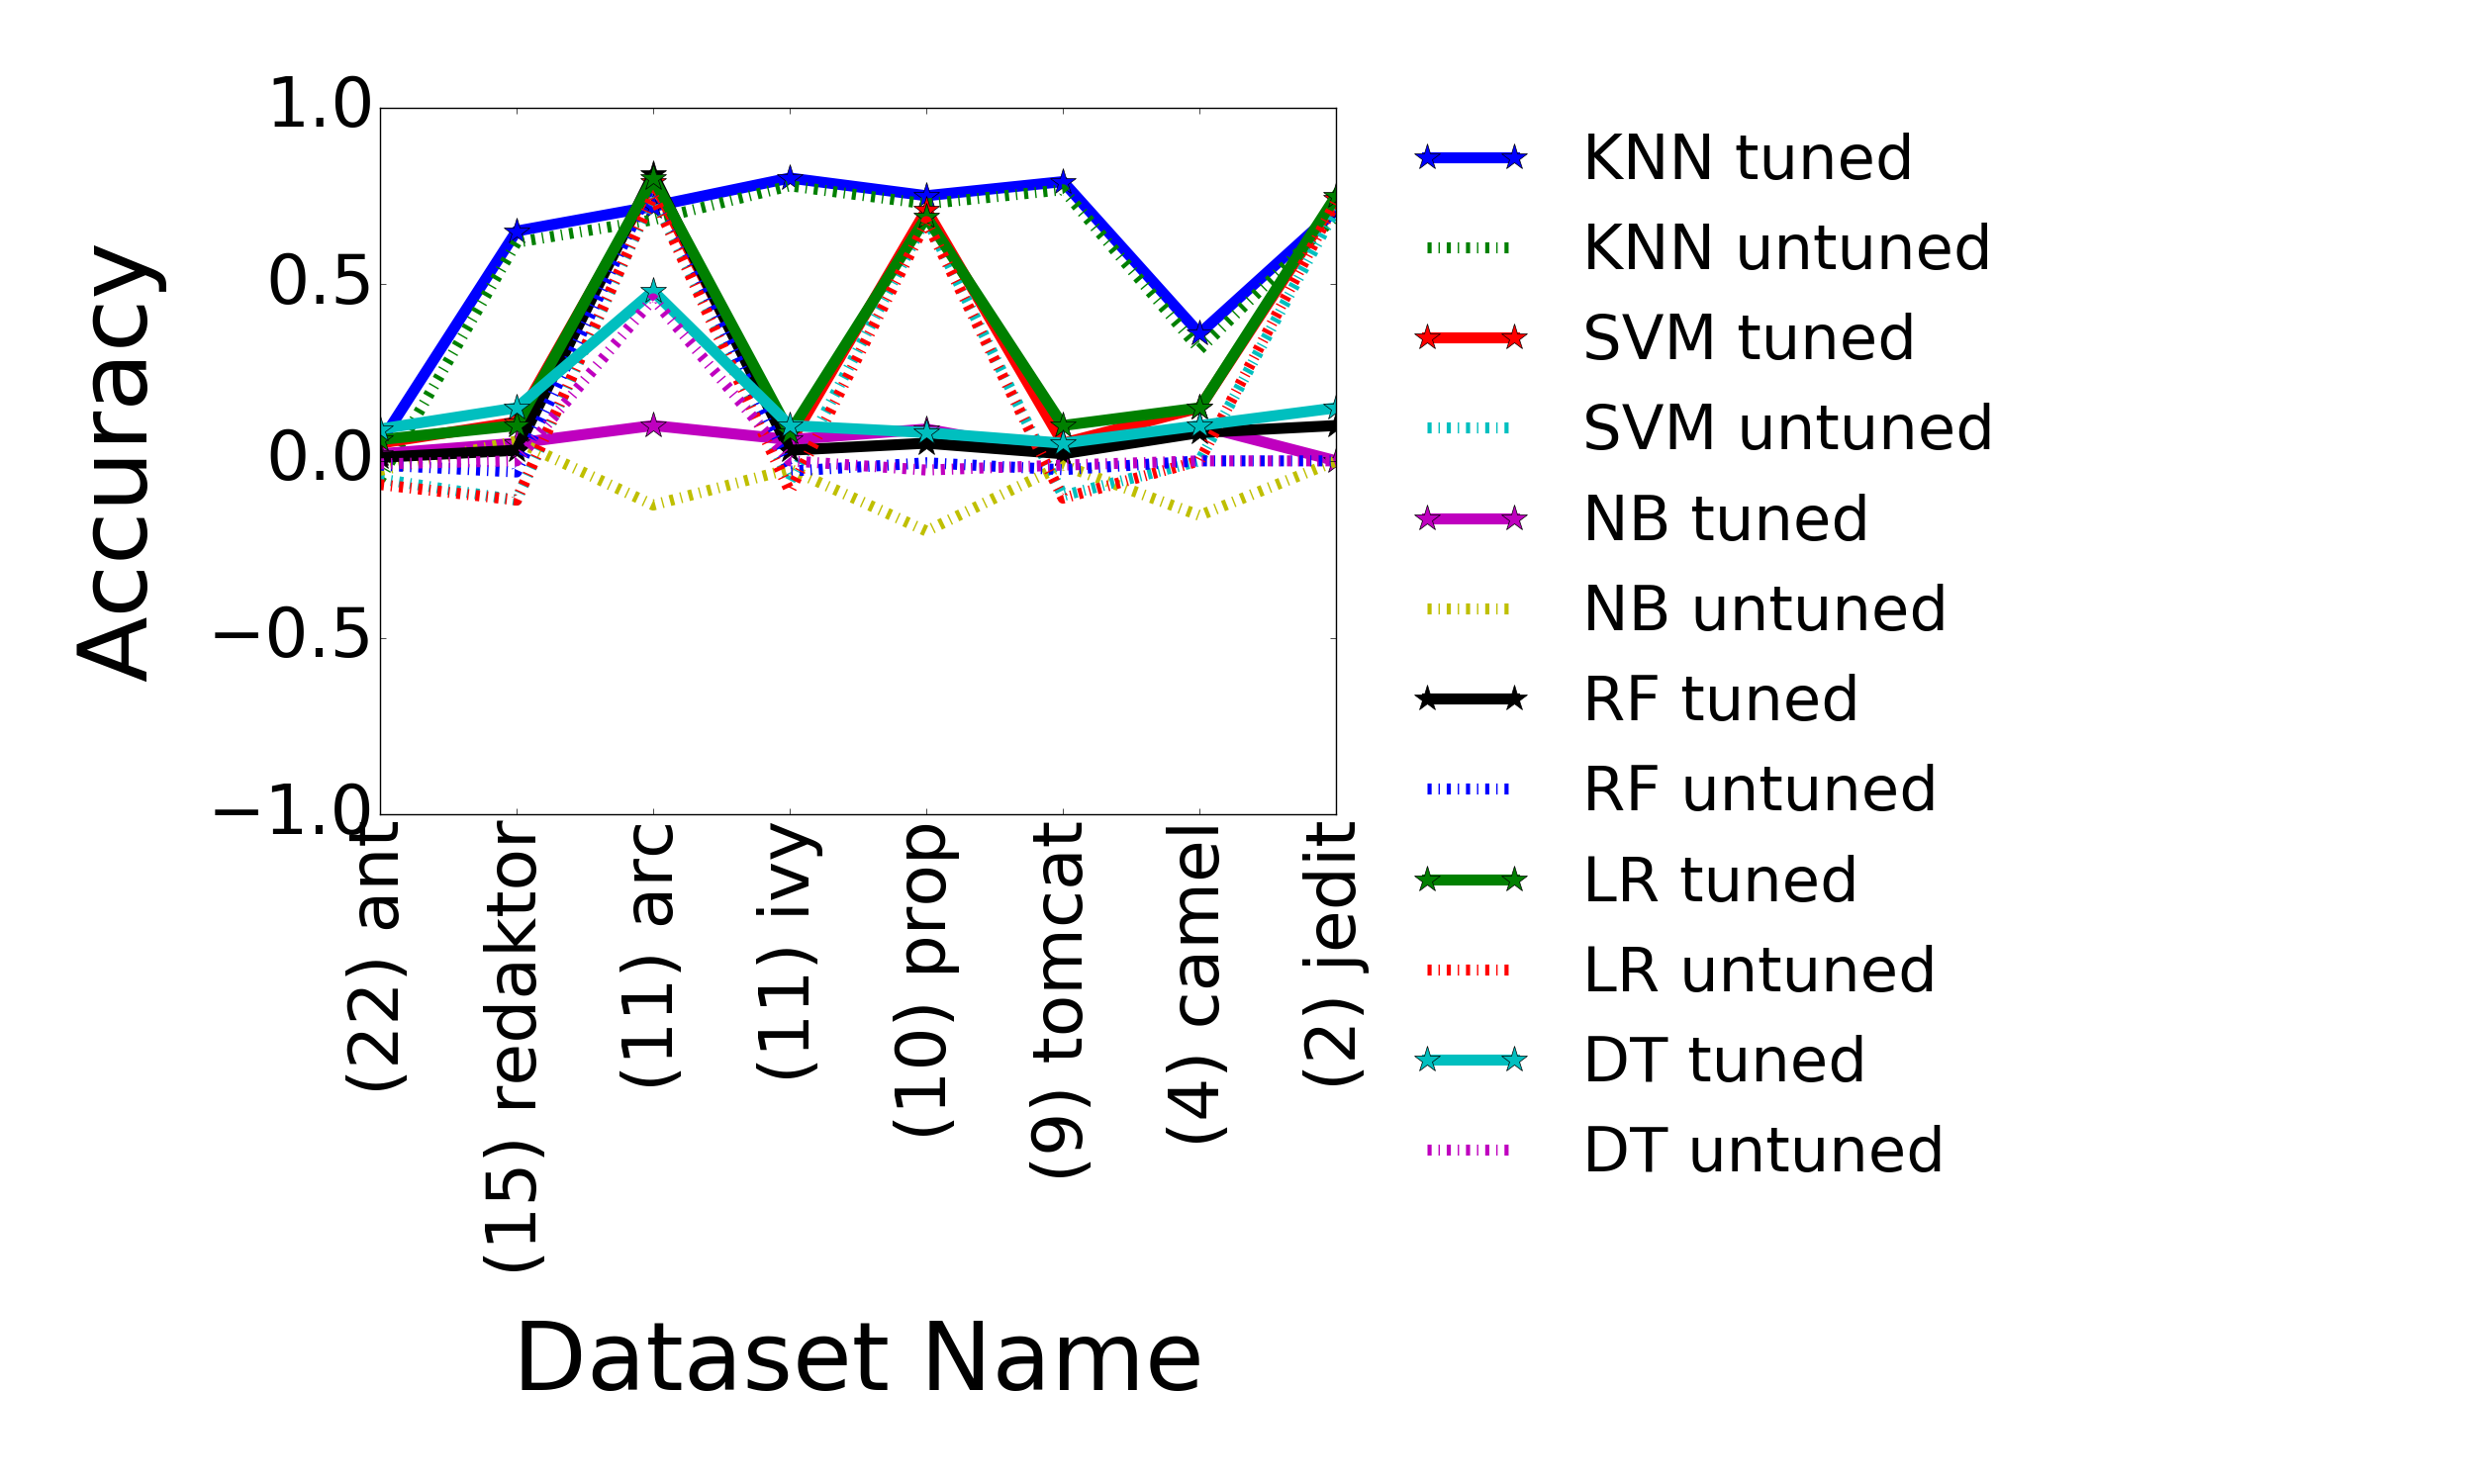 1.0
0.5
0.0
−0.5
−1.0
Accuracy
(22) ant
(15) redaktor
(11) arc
(11) ivy
(10) prop
(9) tomcat
(4) camel
(2) jedit
Dataset Name
KNN tuned
KNN untuned
SVM tuned
SVM untuned
NB tuned
NB untuned
RF tuned
RF untuned
LR tuned
LR untuned
DT tuned
DT untuned